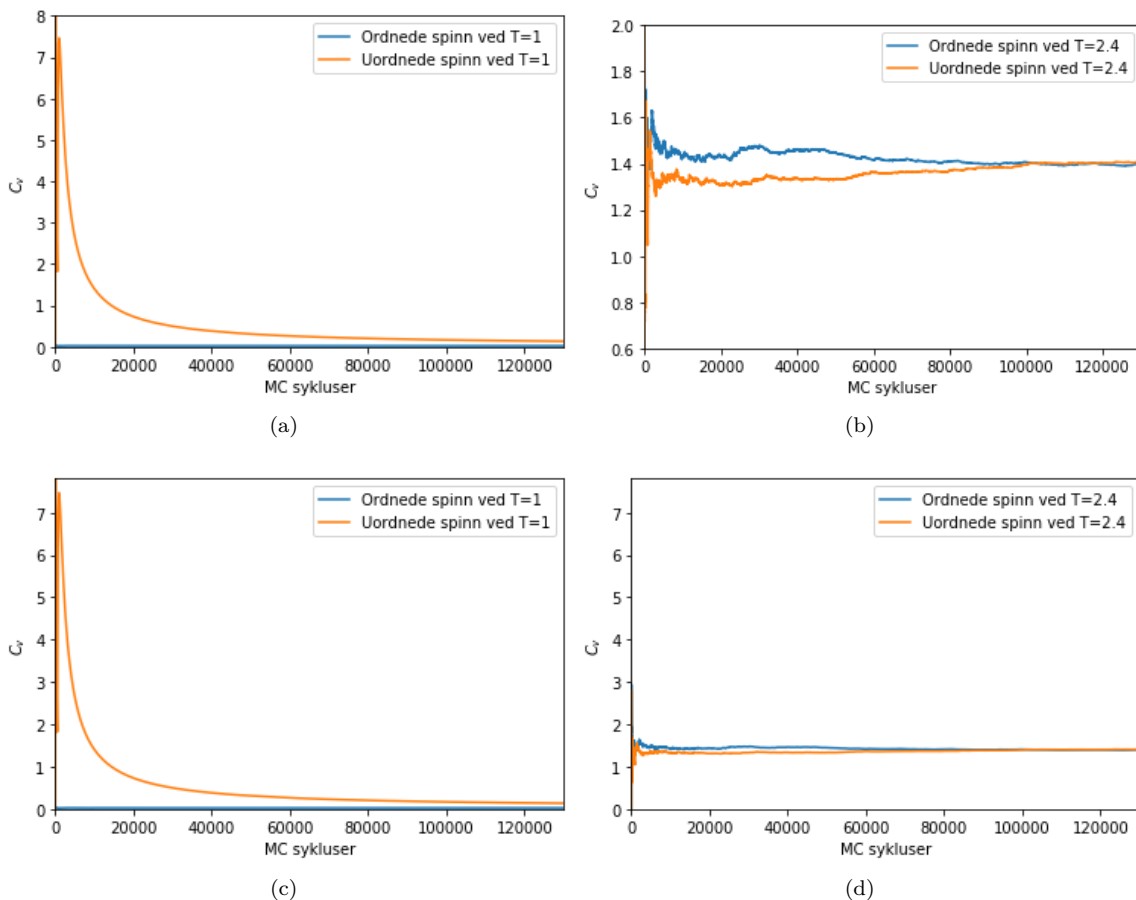 8
7
6
5
4
3
2
1
0
C_v
Ordnede spinn ved T=1
Uordnede spinn ved T=1
0 20000 40000 60000 80000 100000 120000
MC sykluser
(a)
2.0
1.8
1.6
1.4
1.2
1.0
0.8
0.6
C_v
Ordnede spinn ved T=2.4
Uordnede spinn ved T=2.4
0 20000 40000 60000 80000 100000 120000
MC sykluser
(b)
7
6
5
4
3
2
1
0
C_v
Ordnede spinn ved T=1
Uordnede spinn ved T=1
0 20000 40000 60000 80000 100000 120000
MC sykluser
(c)
7
6
5
4
3
2
1
0
C_v
Ordnede spinn ved T=2.4
Uordnede spinn ved T=2.4
0 20000 40000 60000 80000 100000 120000
MC sykluser
(d)